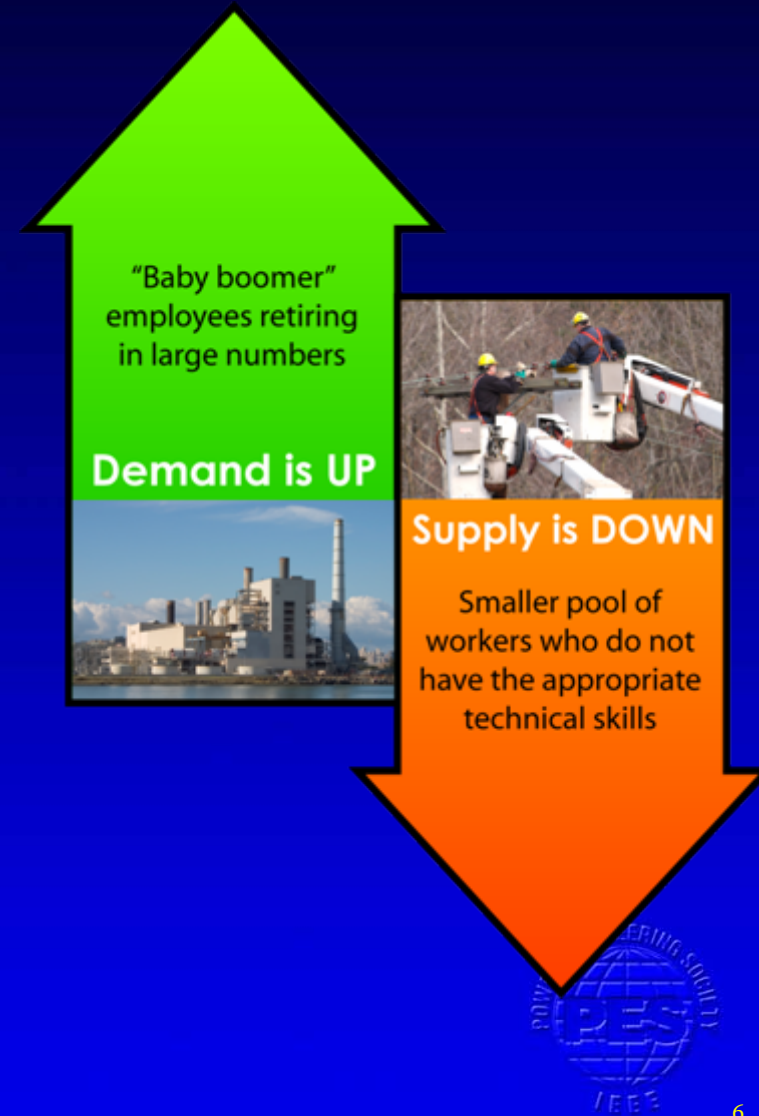 "Baby boomer"
employees retiring
in large numbers
Demand is UP
Supply is DOWN
Smaller pool of
workers who do not
have the appropriate
technical skills
PES
IEEE
6